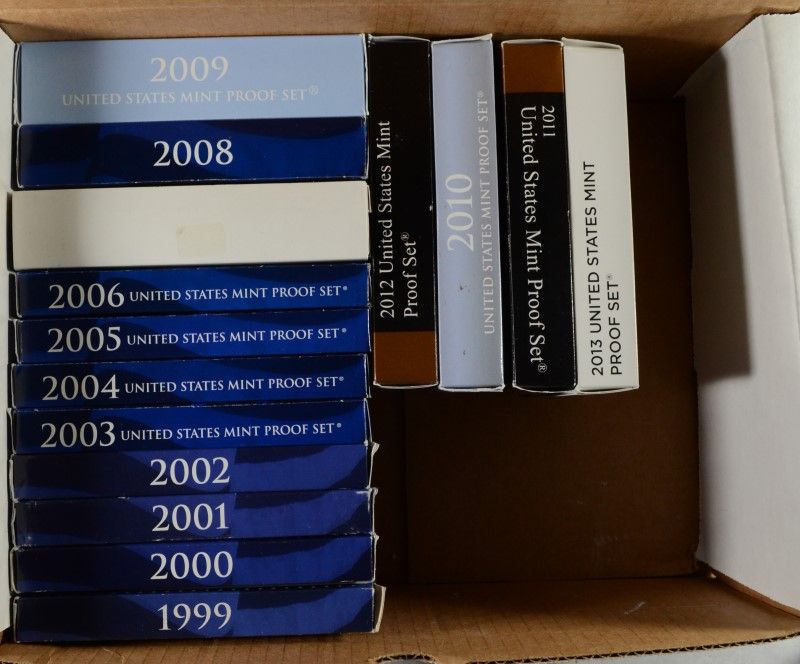 2009
UNITED STATES MINT PROOF SET®
2008
2006 UNITED STATES MINT PROOF SET®
2005 UNITED STATES MINT PROOF SET®
2004 UNITED STATES MINT PROOF SET®
2003 UNITED STATES MINT PROOF SET®
2002
2001
2000
1999
2012 United States Mint
Proof Set®
2010
UNITED STATES MINT PROOF SET®
2011
United States Mint Proof Set®
2013 UNITED STATES MINT
PROOF SET®